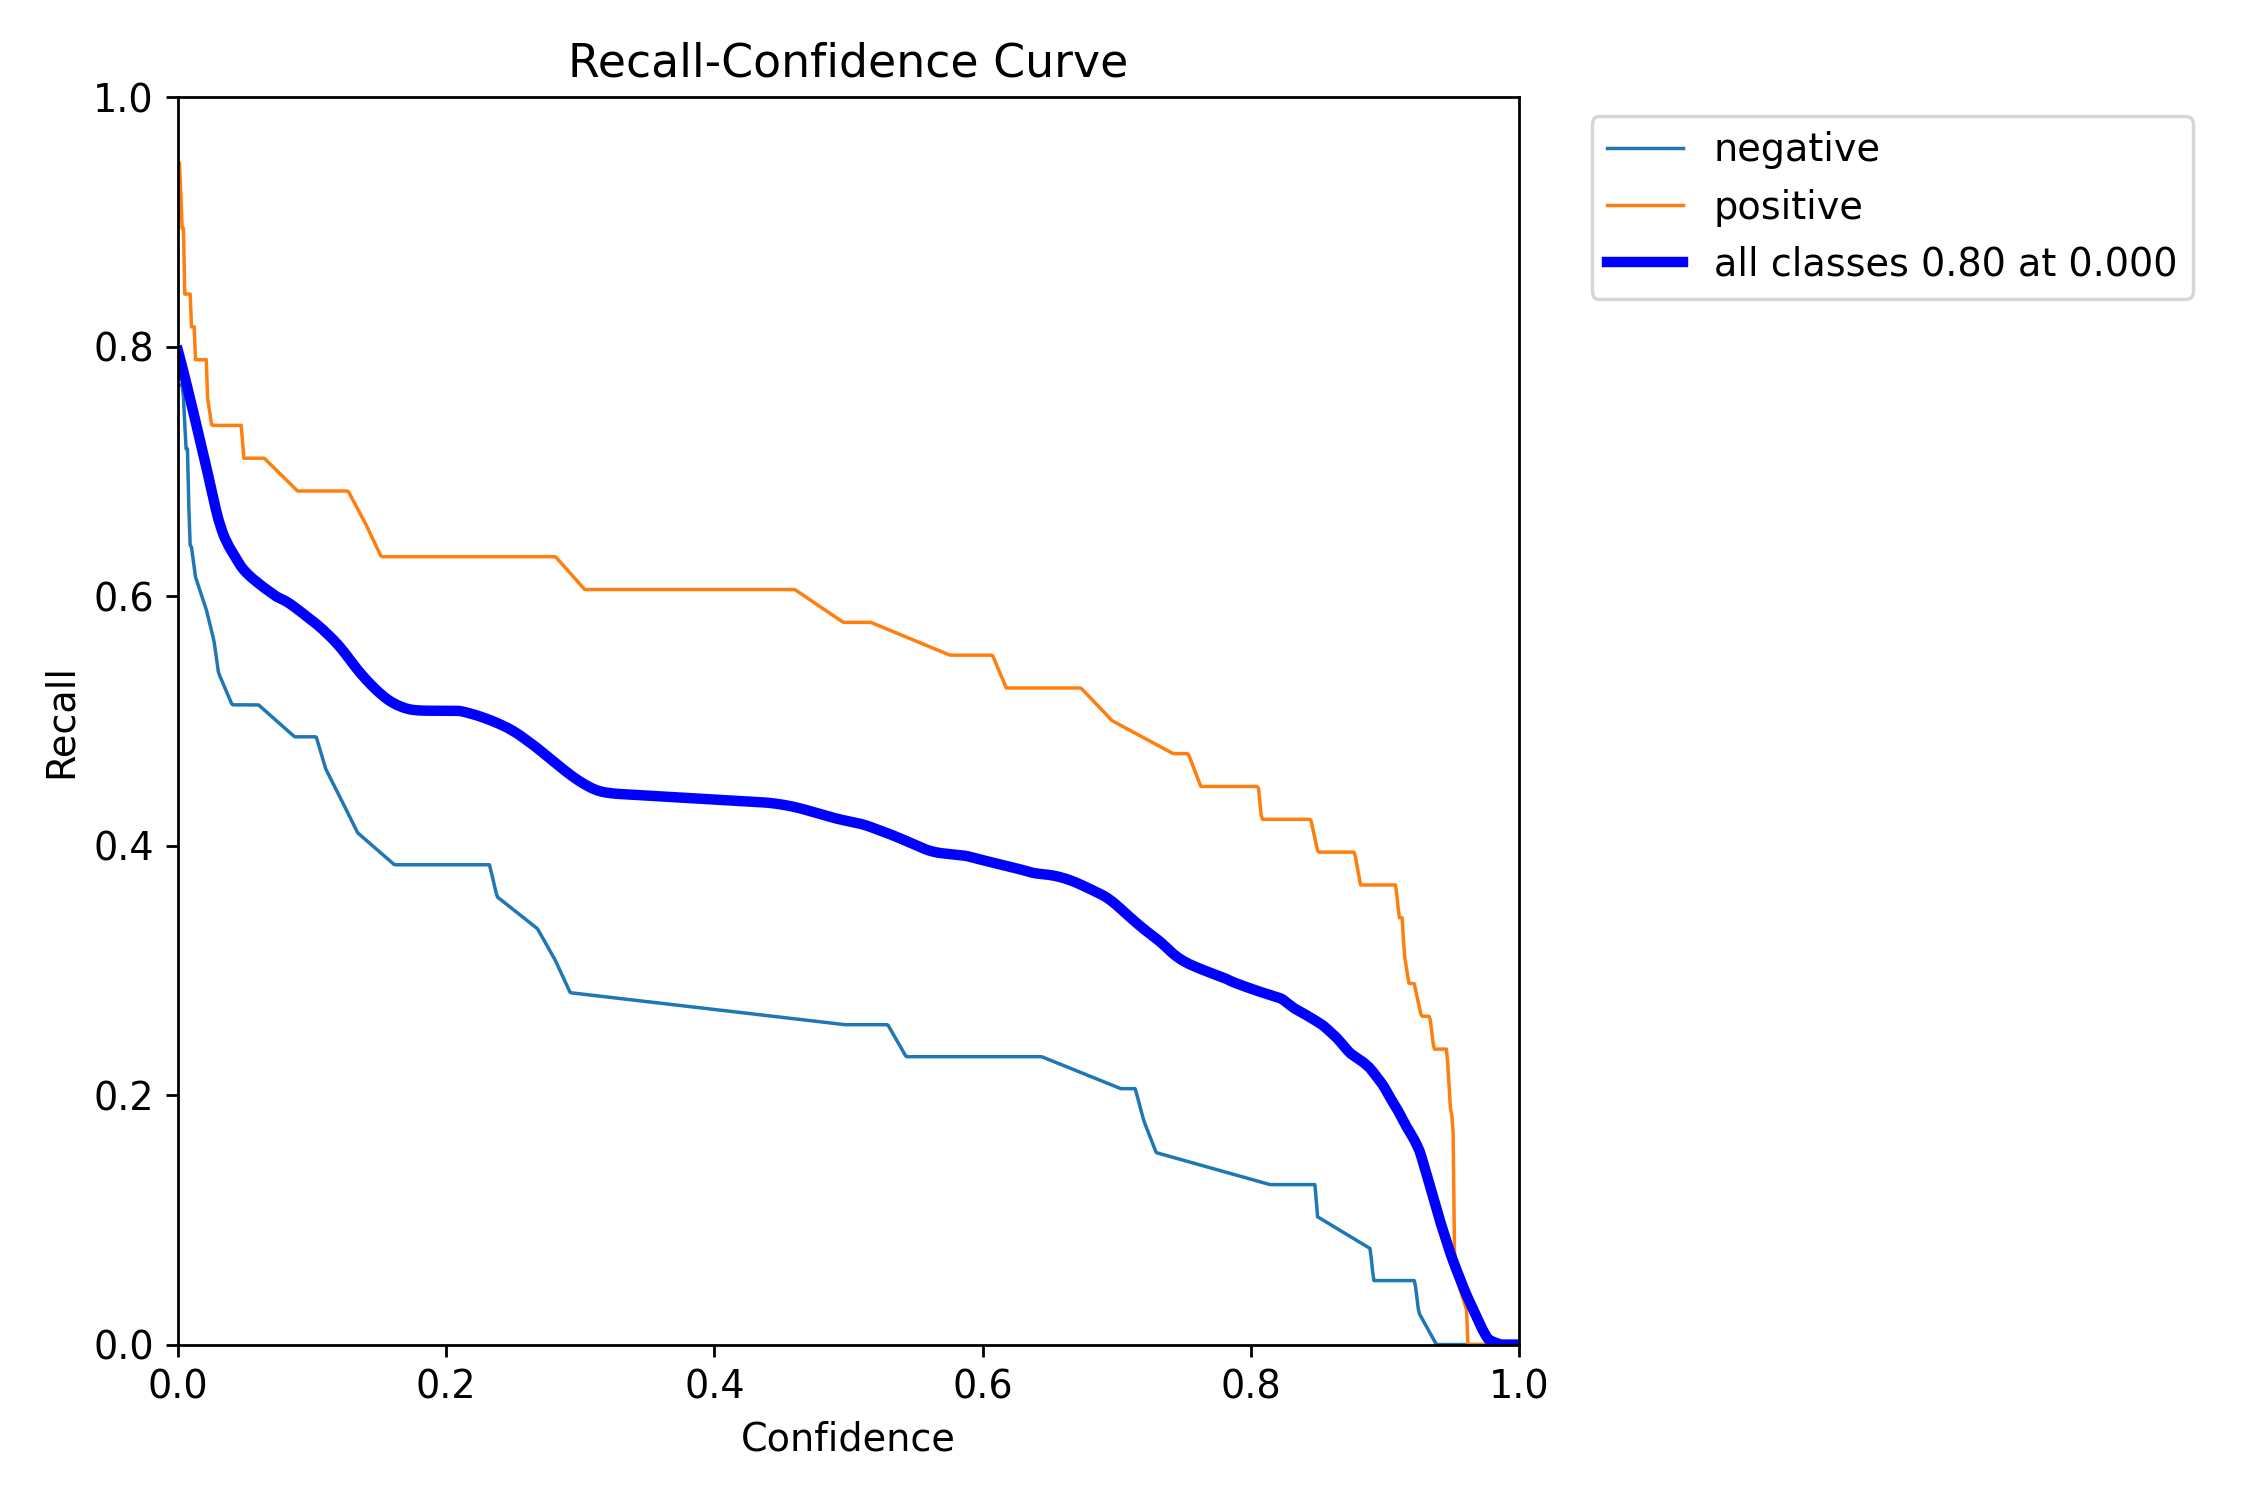 Recall-Confidence Curve
1.0
0.8
0.6
0.4
0.2
0.0
Recall
0.0 0.2 0.4 0.6 0.8 1.0
Confidence
negative
positive
all classes 0.80 at 0.000